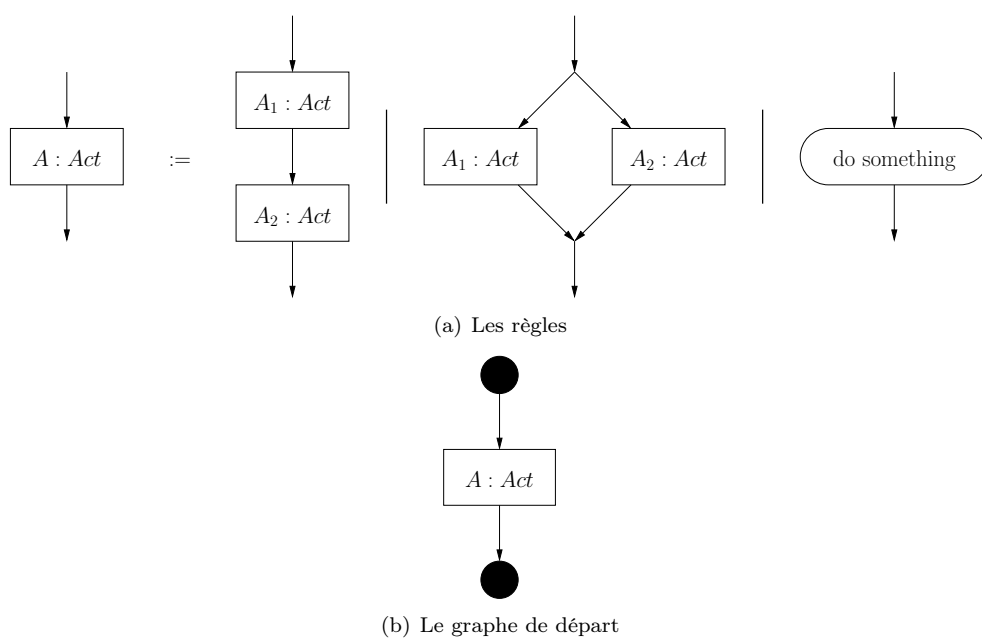 A : Act
:=
A₁ : Act
A₂ : Act
A₁ : Act
A₂ : Act
do something
(a) Les règles
A : Act
(b) Le graphe de départ